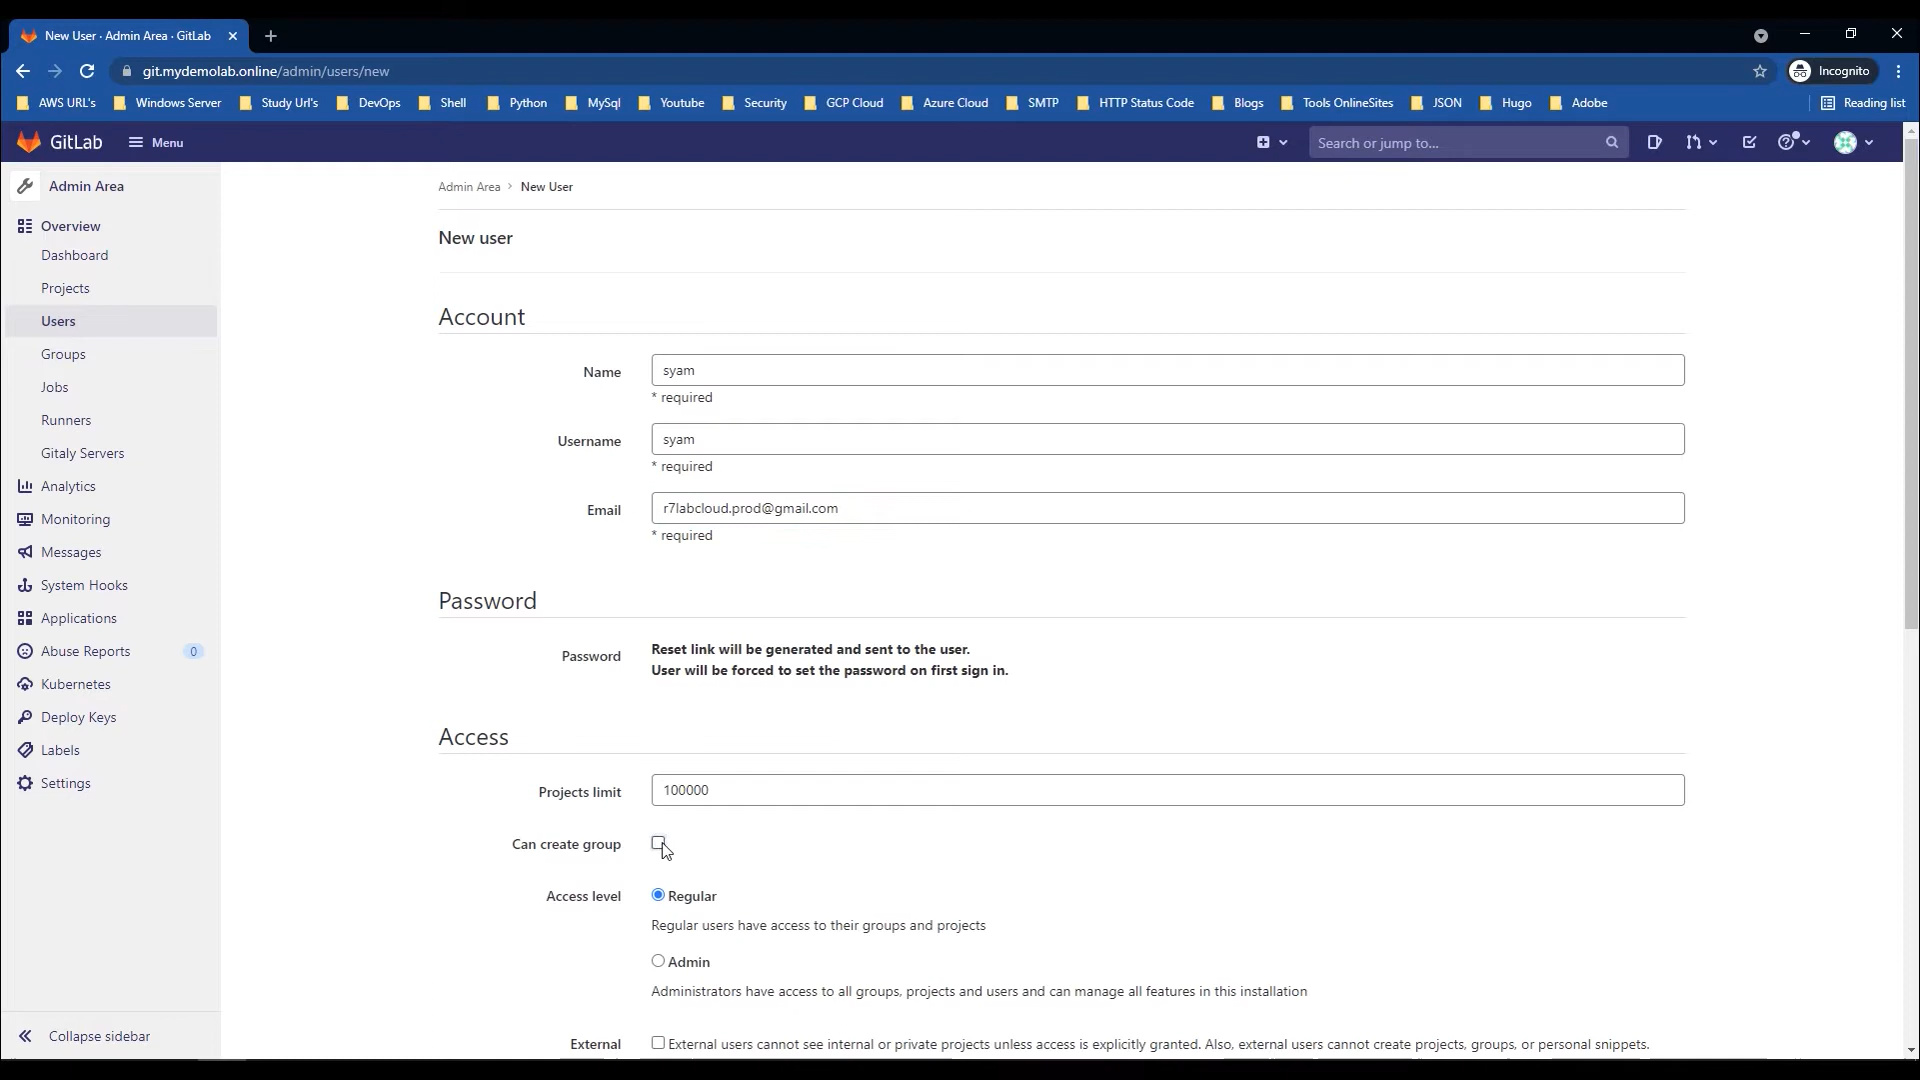 New User · Admin Area · GitLab
git.mydemolab.online/admin/users/new
Incognito
AWS URL's
Windows Server
Study Url's
DevOps
Shell
Python
MySql
Youtube
Security
GCP Cloud
Azure Cloud
SMTP
HTTP Status Code
Blogs
Tools OnlineSites
JSON
Hugo
Adobe
Reading list
GitLab
Menu
Search or jump to...
Admin Area
Overview
Dashboard
Projects
Users
Groups
Jobs
Runners
Gitaly Servers
Analytics
Monitoring
Messages
System Hooks
Applications
Abuse Reports 0
Kubernetes
Deploy Keys
Labels
Settings
Collapse sidebar
Admin Area > New User
New user
Account
Name syam
* required
Username syam
* required
Email r7labcloud.prod@gmail.com
* required
Password
Password Reset link will be generated and sent to the user.
User will be forced to set the password on first sign in.
Access
Projects limit 100000
Can create group
Access level Regular
Regular users have access to their groups and projects
Admin
Administrators have access to all groups, projects and users and can manage all features in this installation
External External users cannot see internal or private projects unless access is explicitly granted. Also, external users cannot create projects, groups, or personal snippets.